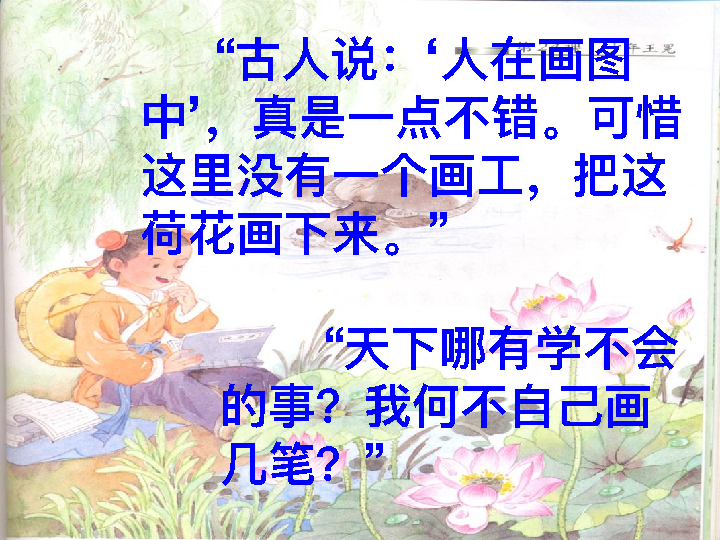 “古人说：‘人在画图
中’，真是一点不错。可惜
这里没有一个画工，把这
荷花画下来。”
“天下哪有学不会
的事？我何不自己画
几笔？”